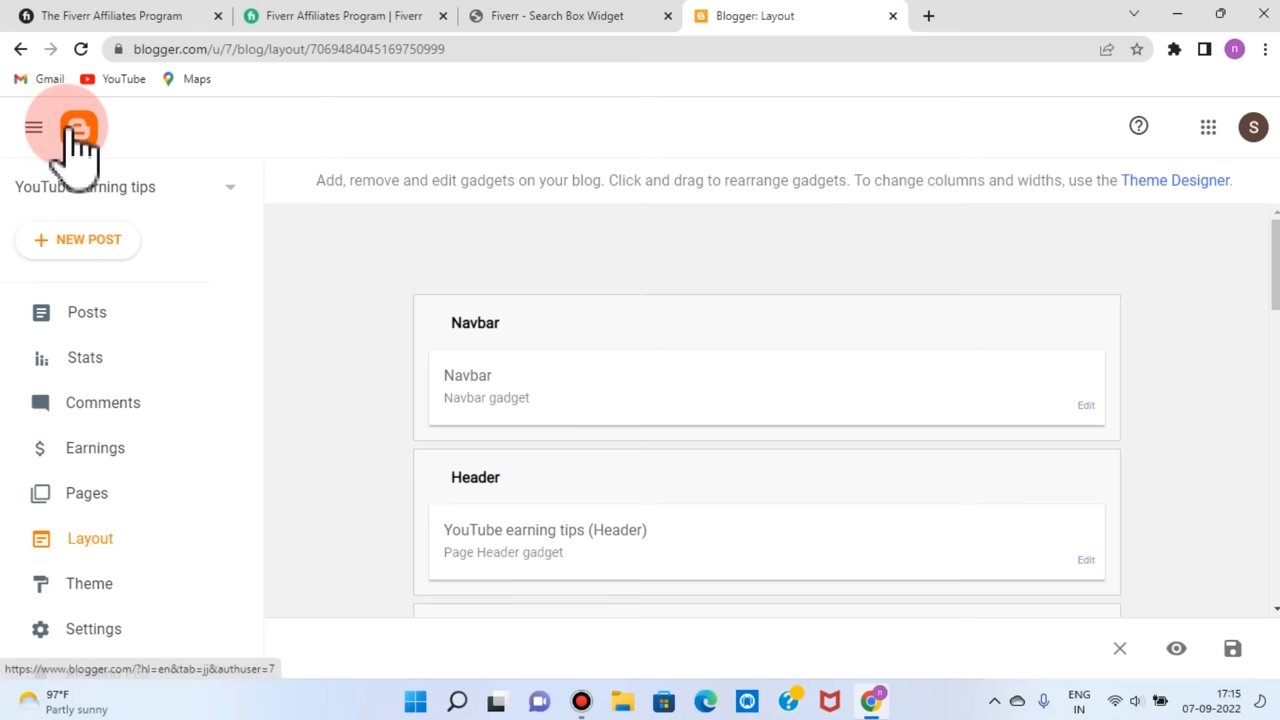 The Fiverr Affiliates Program
Fiverr Affiliates Program | Fiverr
Fiverr - Search Box Widget
Blogger: Layout
blogger.com/u/7/blog/layout/7069484045169750999
n
Gmail
YouTube
Maps
S
YouTube earning tips
Add, remove and edit gadgets on your blog. Click and drag to rearrange gadgets. To change columns and widths, use the Theme Designer.
NEW POST
Posts
Stats
Comments
Earnings
Pages
Layout
Theme
Settings
Navbar
Navbar
Navbar gadget
Edit
Header
YouTube earning tips (Header)
Page Header gadget
Edit
https://www.blogger.com/?hl=en&tab=jj&authuser=7
97°F
Partly sunny
n
ENG
IN
17:15
07-09-2022